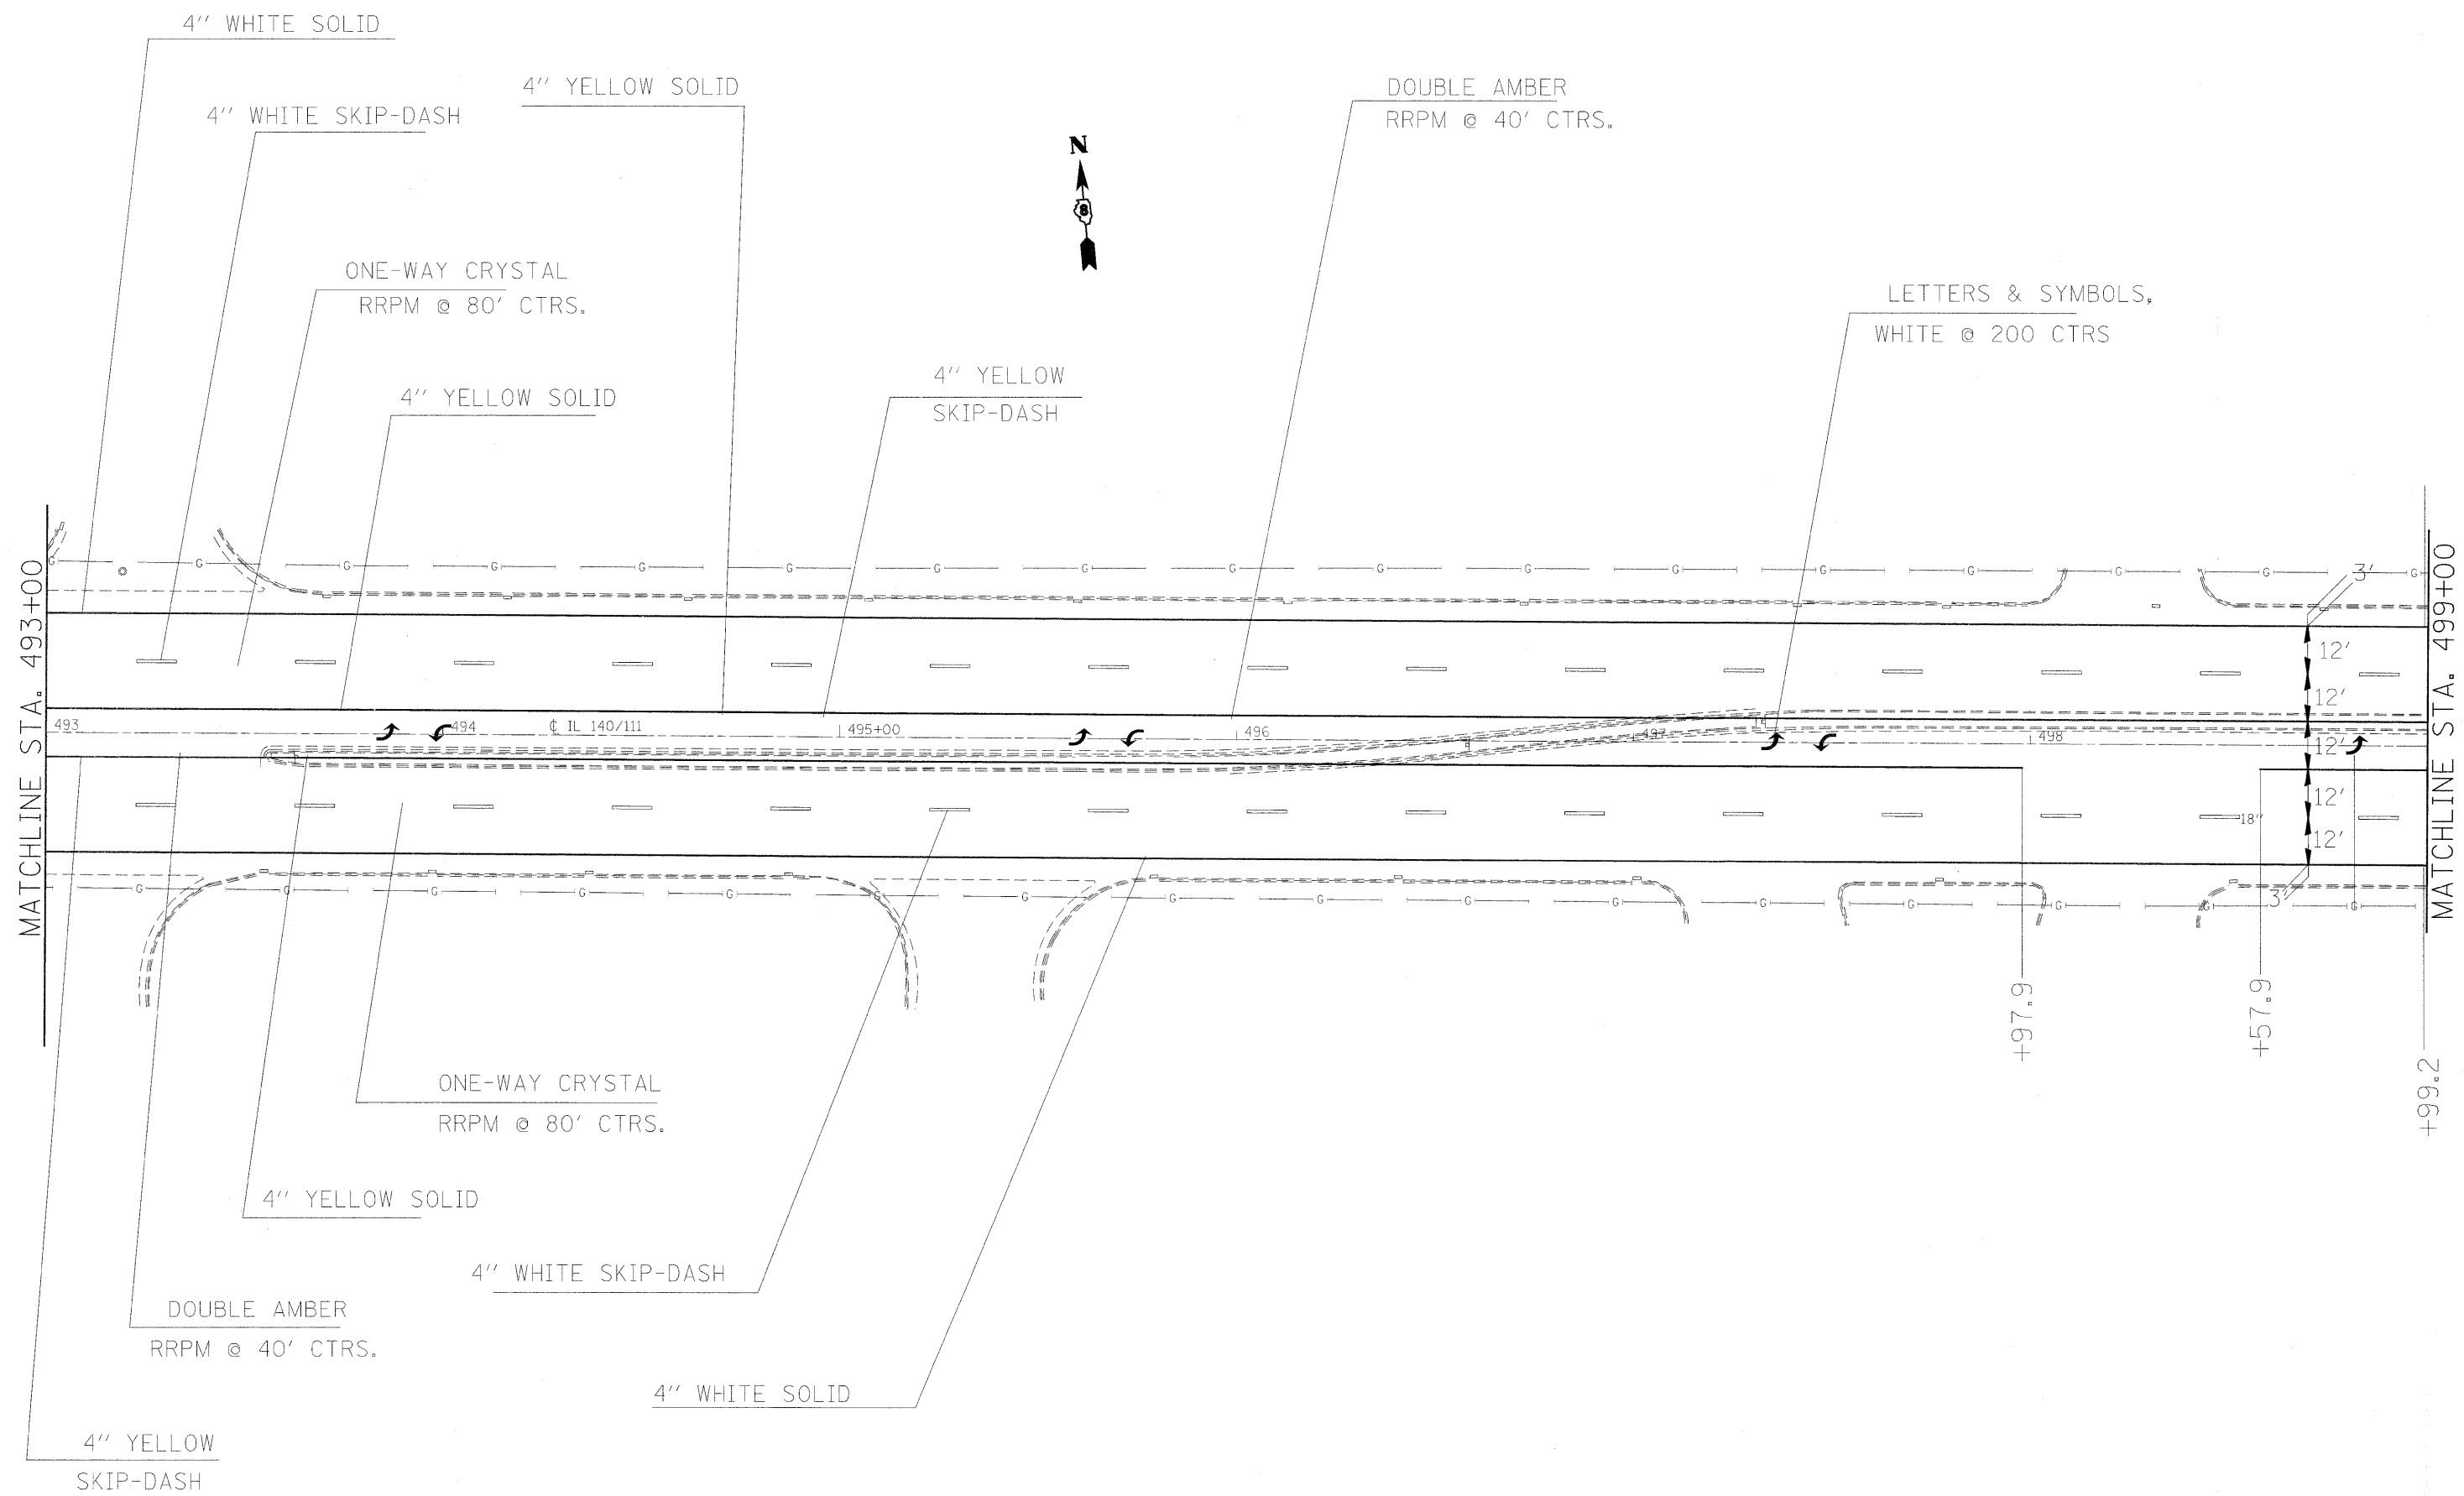 4" WHITE SOLID
4" WHITE SKIP-DASH
4" YELLOW SOLID
DOUBLE AMBER
RRPM @ 40' CTRS.
N
8
ONE-WAY CRYSTAL
RRPM @ 80' CTRS.
LETTERS & SYMBOLS,
WHITE @ 200 CTRS
4" YELLOW SOLID
4" YELLOW
SKIP-DASH
MATCHLINE STA. 493+00
MATCHLINE STA. 499+00
G G G G G G G G G G G G G G G G G
3'
12'
12'
493
494
℄ IL 140/111
495+00
496
497
498
12'
12'
18"
12'
G G G G G G G G G G G G G G G G
3'
+97.9
+57.9
+99.2
ONE-WAY CRYSTAL
RRPM @ 80' CTRS.
4" YELLOW SOLID
4" WHITE SKIP-DASH
DOUBLE AMBER
RRPM @ 40' CTRS.
4" WHITE SOLID
4" YELLOW
SKIP-DASH